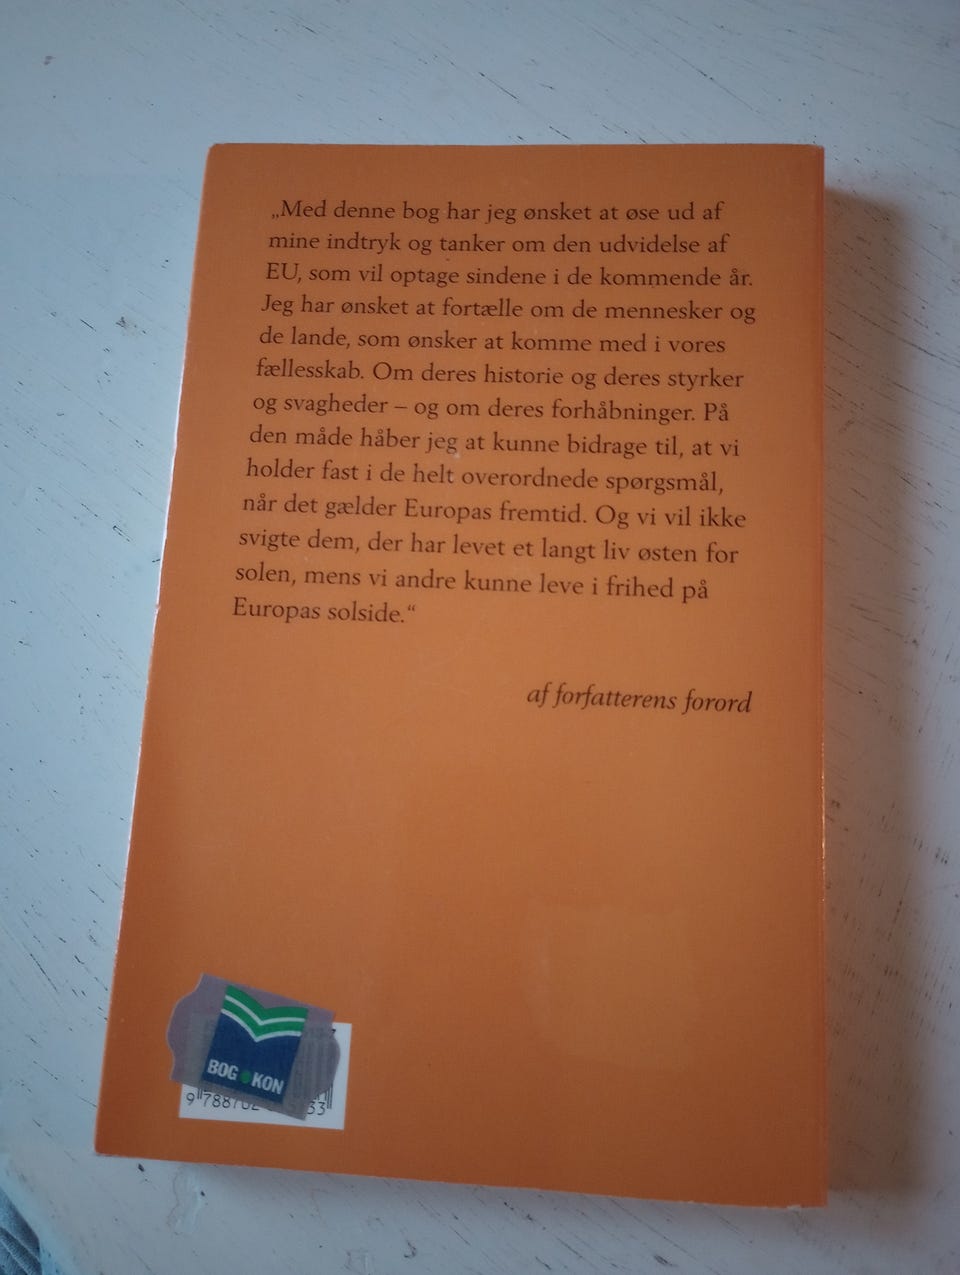 „Med denne bog har jeg ønsket at øse ud af
mine indtryk og tanker om den udvidelse af
EU, som vil optage sindene i de kommende år.
Jeg har ønsket at fortælle om de mennesker og
de lande, som ønsker at komme med i vores
fællesskab. Om deres historie og deres styrker
og svagheder – og om deres forhåbninger. På
den måde håber jeg at kunne bidrage til, at vi
holder fast i de helt overordnede spørgsmål,
når det gælder Europas fremtid. Og vi vil ikke
svigte dem, der har levet et langt liv østen for
solen, mens vi andre kunne leve i frihed på
Europas solside.“
af forfatterens forord
BOG KON
9 788702 33